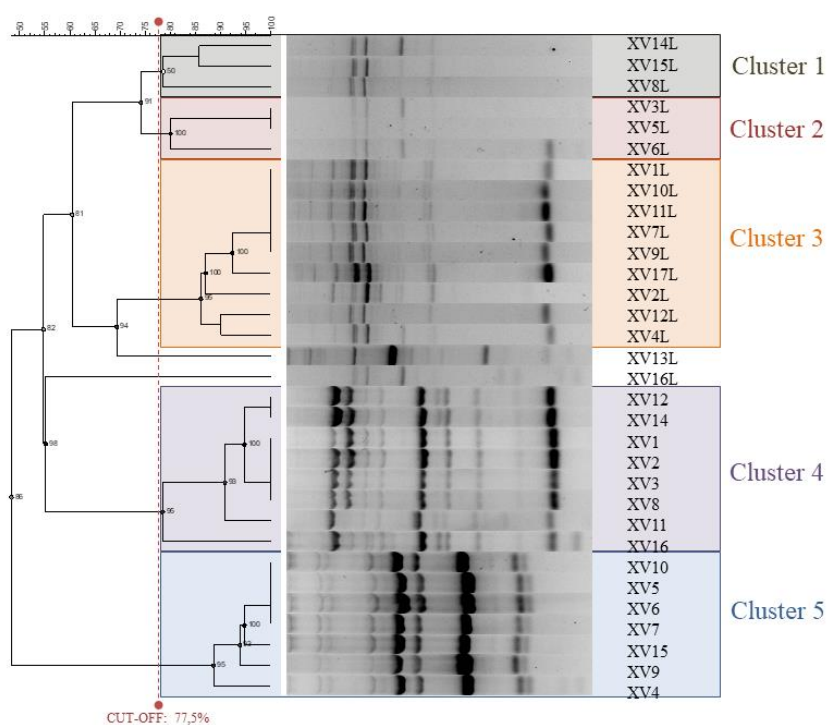 50 55 60 65 70 75 80 85 90 95 100
XV14L
XV15L
Cluster 1
50
XV8L
91
XV3L
XV5L
Cluster 2
100
XV6L
XV1L
XV10L
XV11L
81
XV7L
Cluster 3
100
XV9L
100
XV17L
XV2L
95
XV12L
94
XV4L
82
XV13L
XV16L
XV12
XV14
100
XV1
98
XV2
Cluster 4
93
XV3
86
XV8
95
XV11
XV16
XV10
XV5
XV6
Cluster 5
100
XV7
XV15
95
XV9
XV4
CUT-OFF: 77,5%